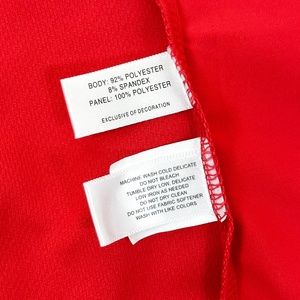 BODY: 92% POLYESTER
8% SPANDEX
PANEL: 100% POLYESTER
EXCLUSIVE OF DECORATION
MACHINE WASH COLD DELICATE
DO NOT BLEACH
TUMBLE DRY LOW, DELICATE
LOW IRON AS NEEDED
DO NOT DRY CLEAN
DO NOT USE FABRIC SOFTENER
WASH WITH LIKE COLORS